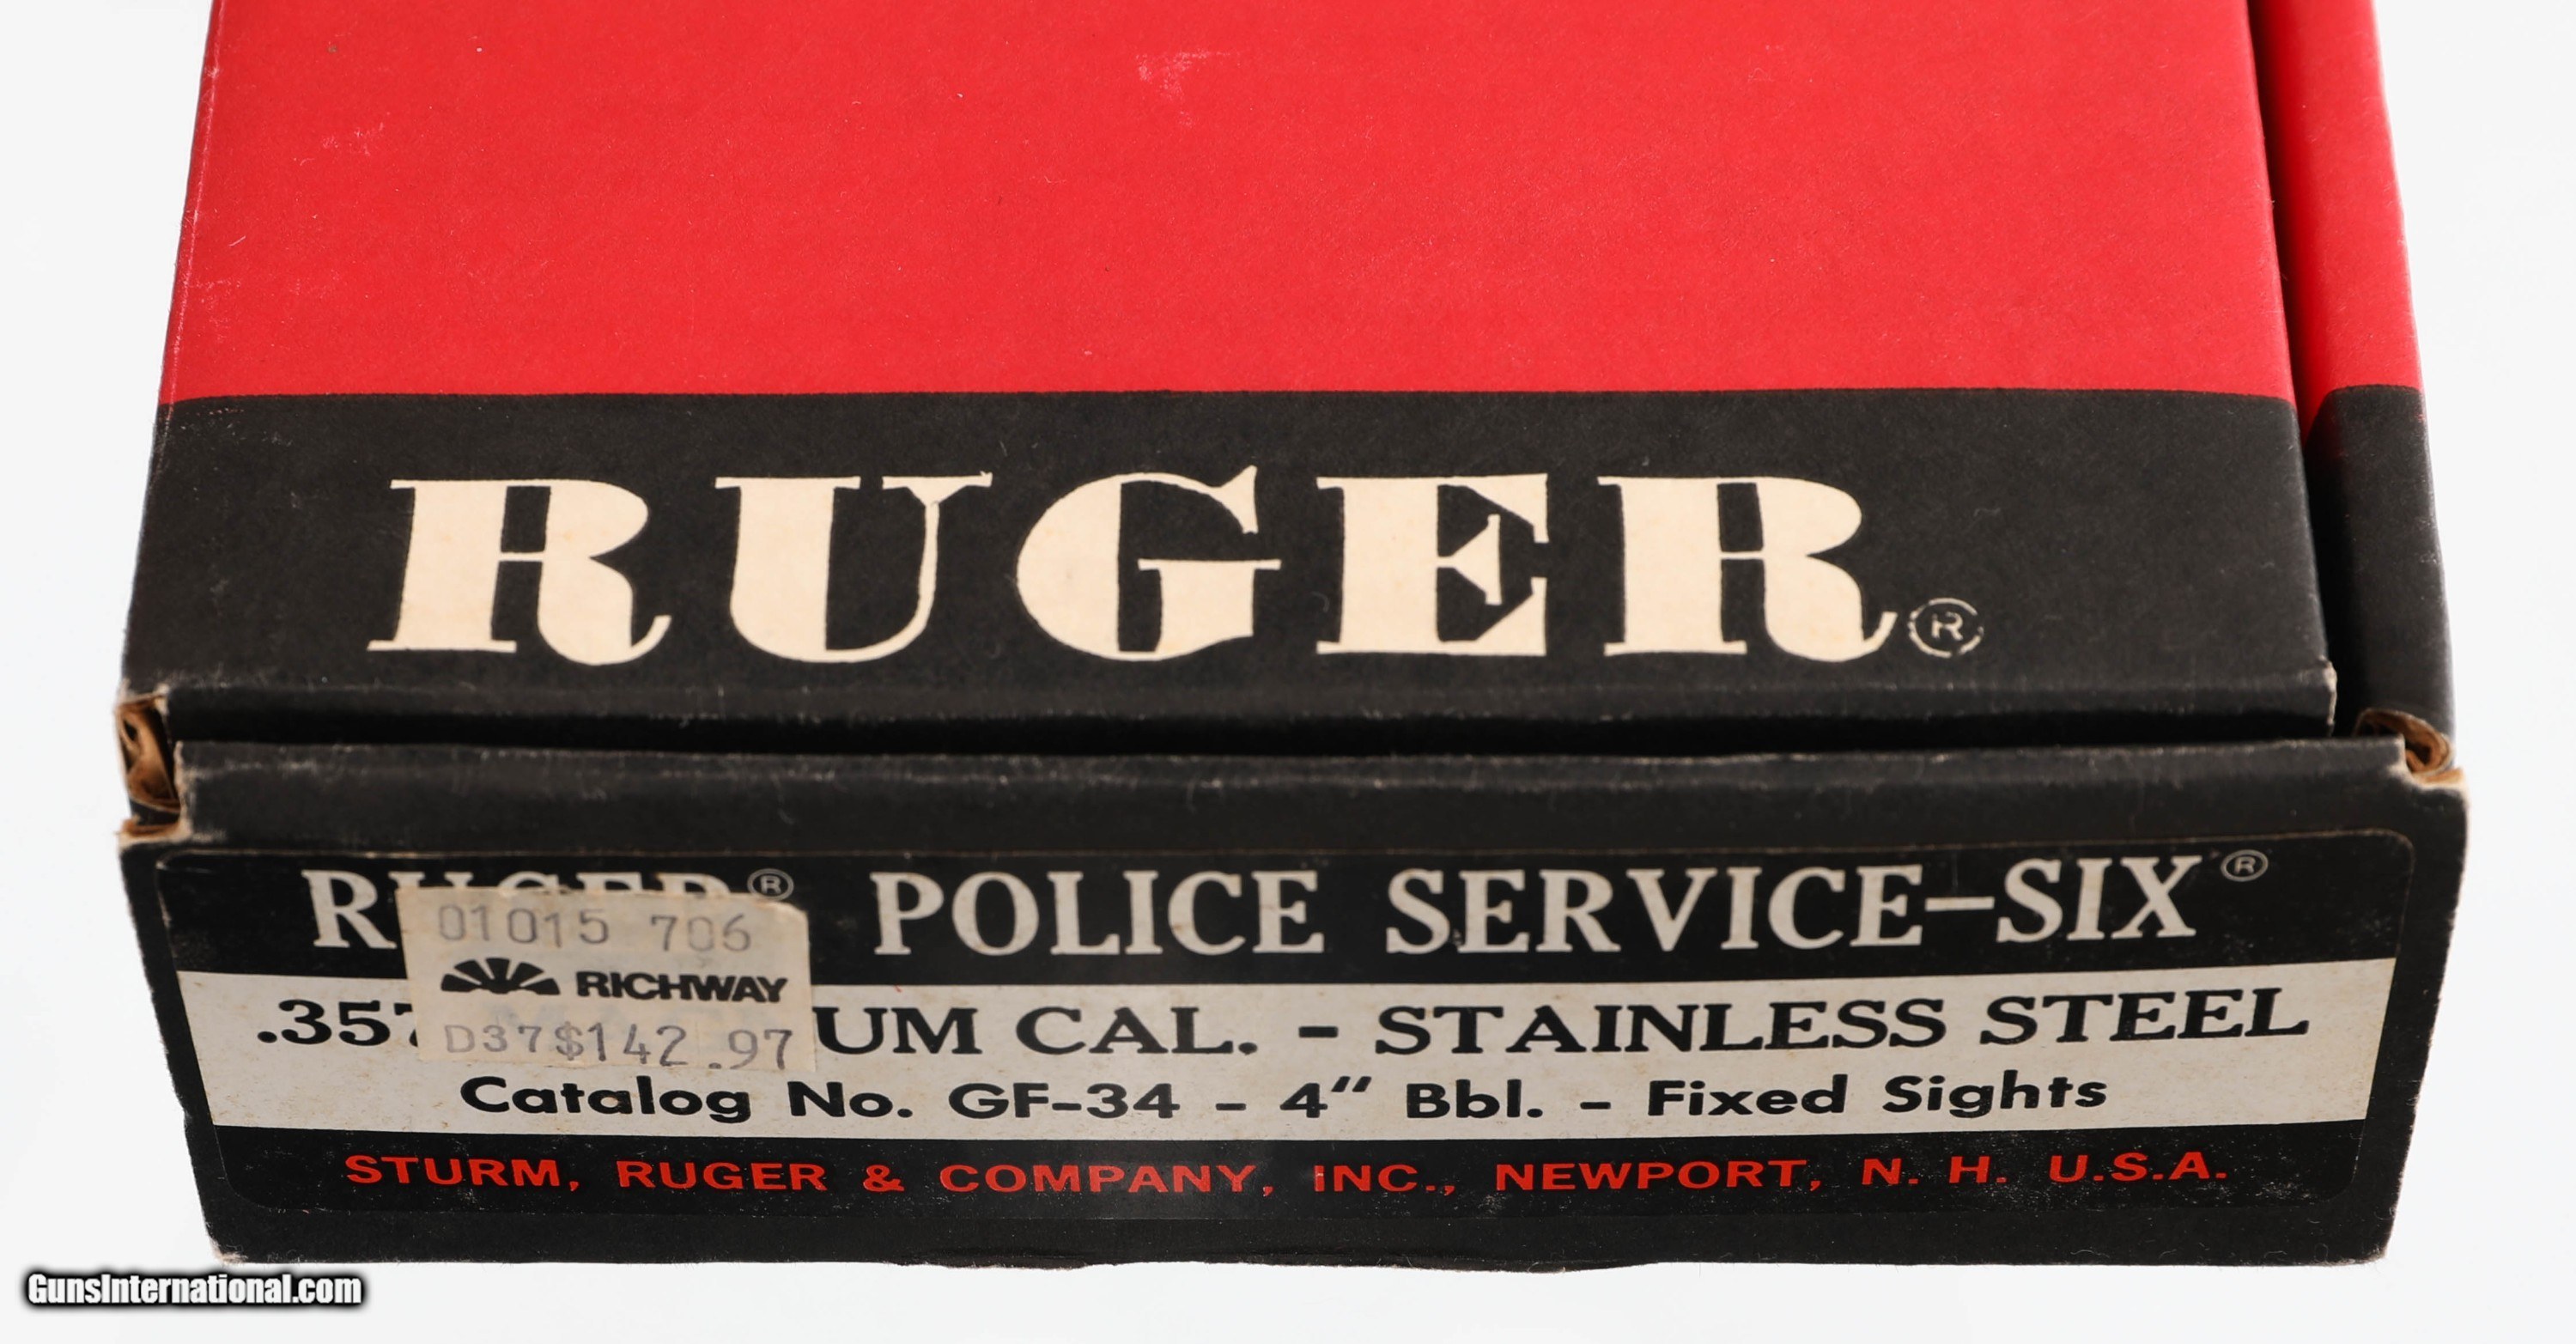 RUGER®
RUGER® POLICE SERVICE-SIX®
01015 706
RICHWAY
D37$142.97
.357 UM CAL. - STAINLESS STEEL
Catalog No. GF-34 - 4" Bbl. - Fixed Sights
STURM, RUGER & COMPANY, INC., NEWPORT, N. H. U.S.A.
GunsInternational.com